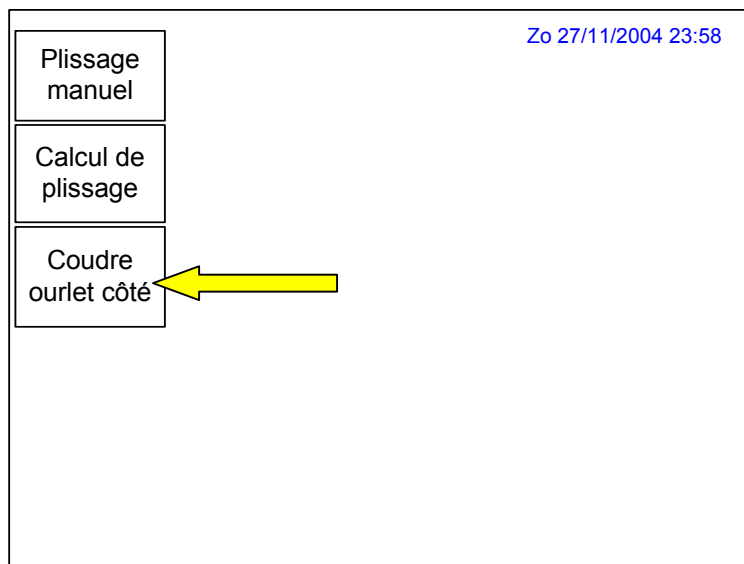 Zo 27/11/2004 23:58
Plissage
manuel
Calcul de
plissage
Coudre
ourlet côté